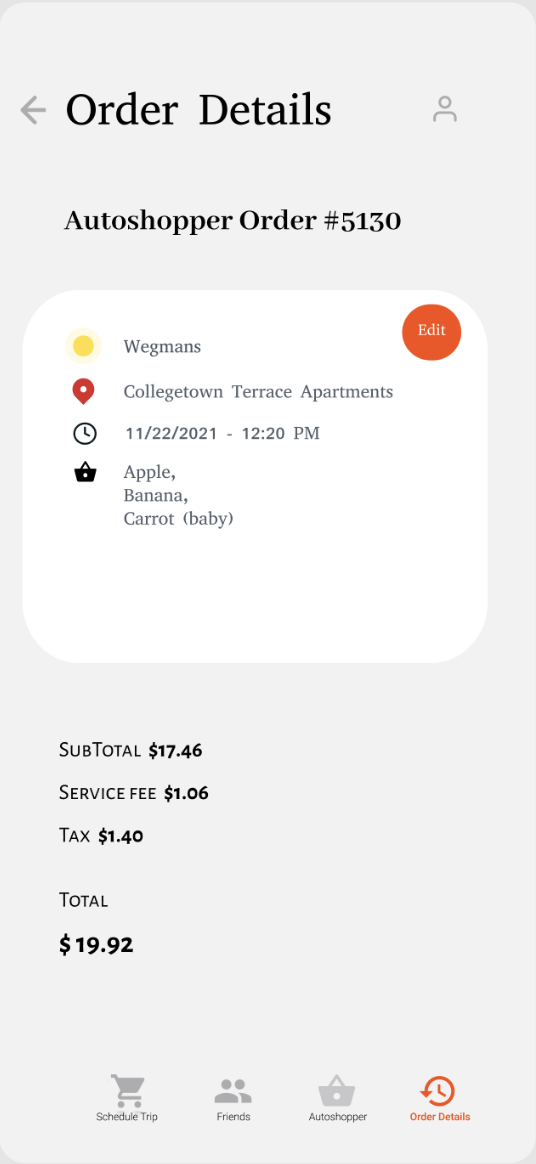 Order Details
Autoshopper Order #5130
Edit
Wegmans
Collegetown Terrace Apartments
11/22/2021 - 12:20 PM
Apple,
Banana,
Carrot (baby)
SubTotal $17.46
Service fee $1.06
Tax $1.40
Total
$ 19.92
Schedule Trip Friends Autoshopper Order Details